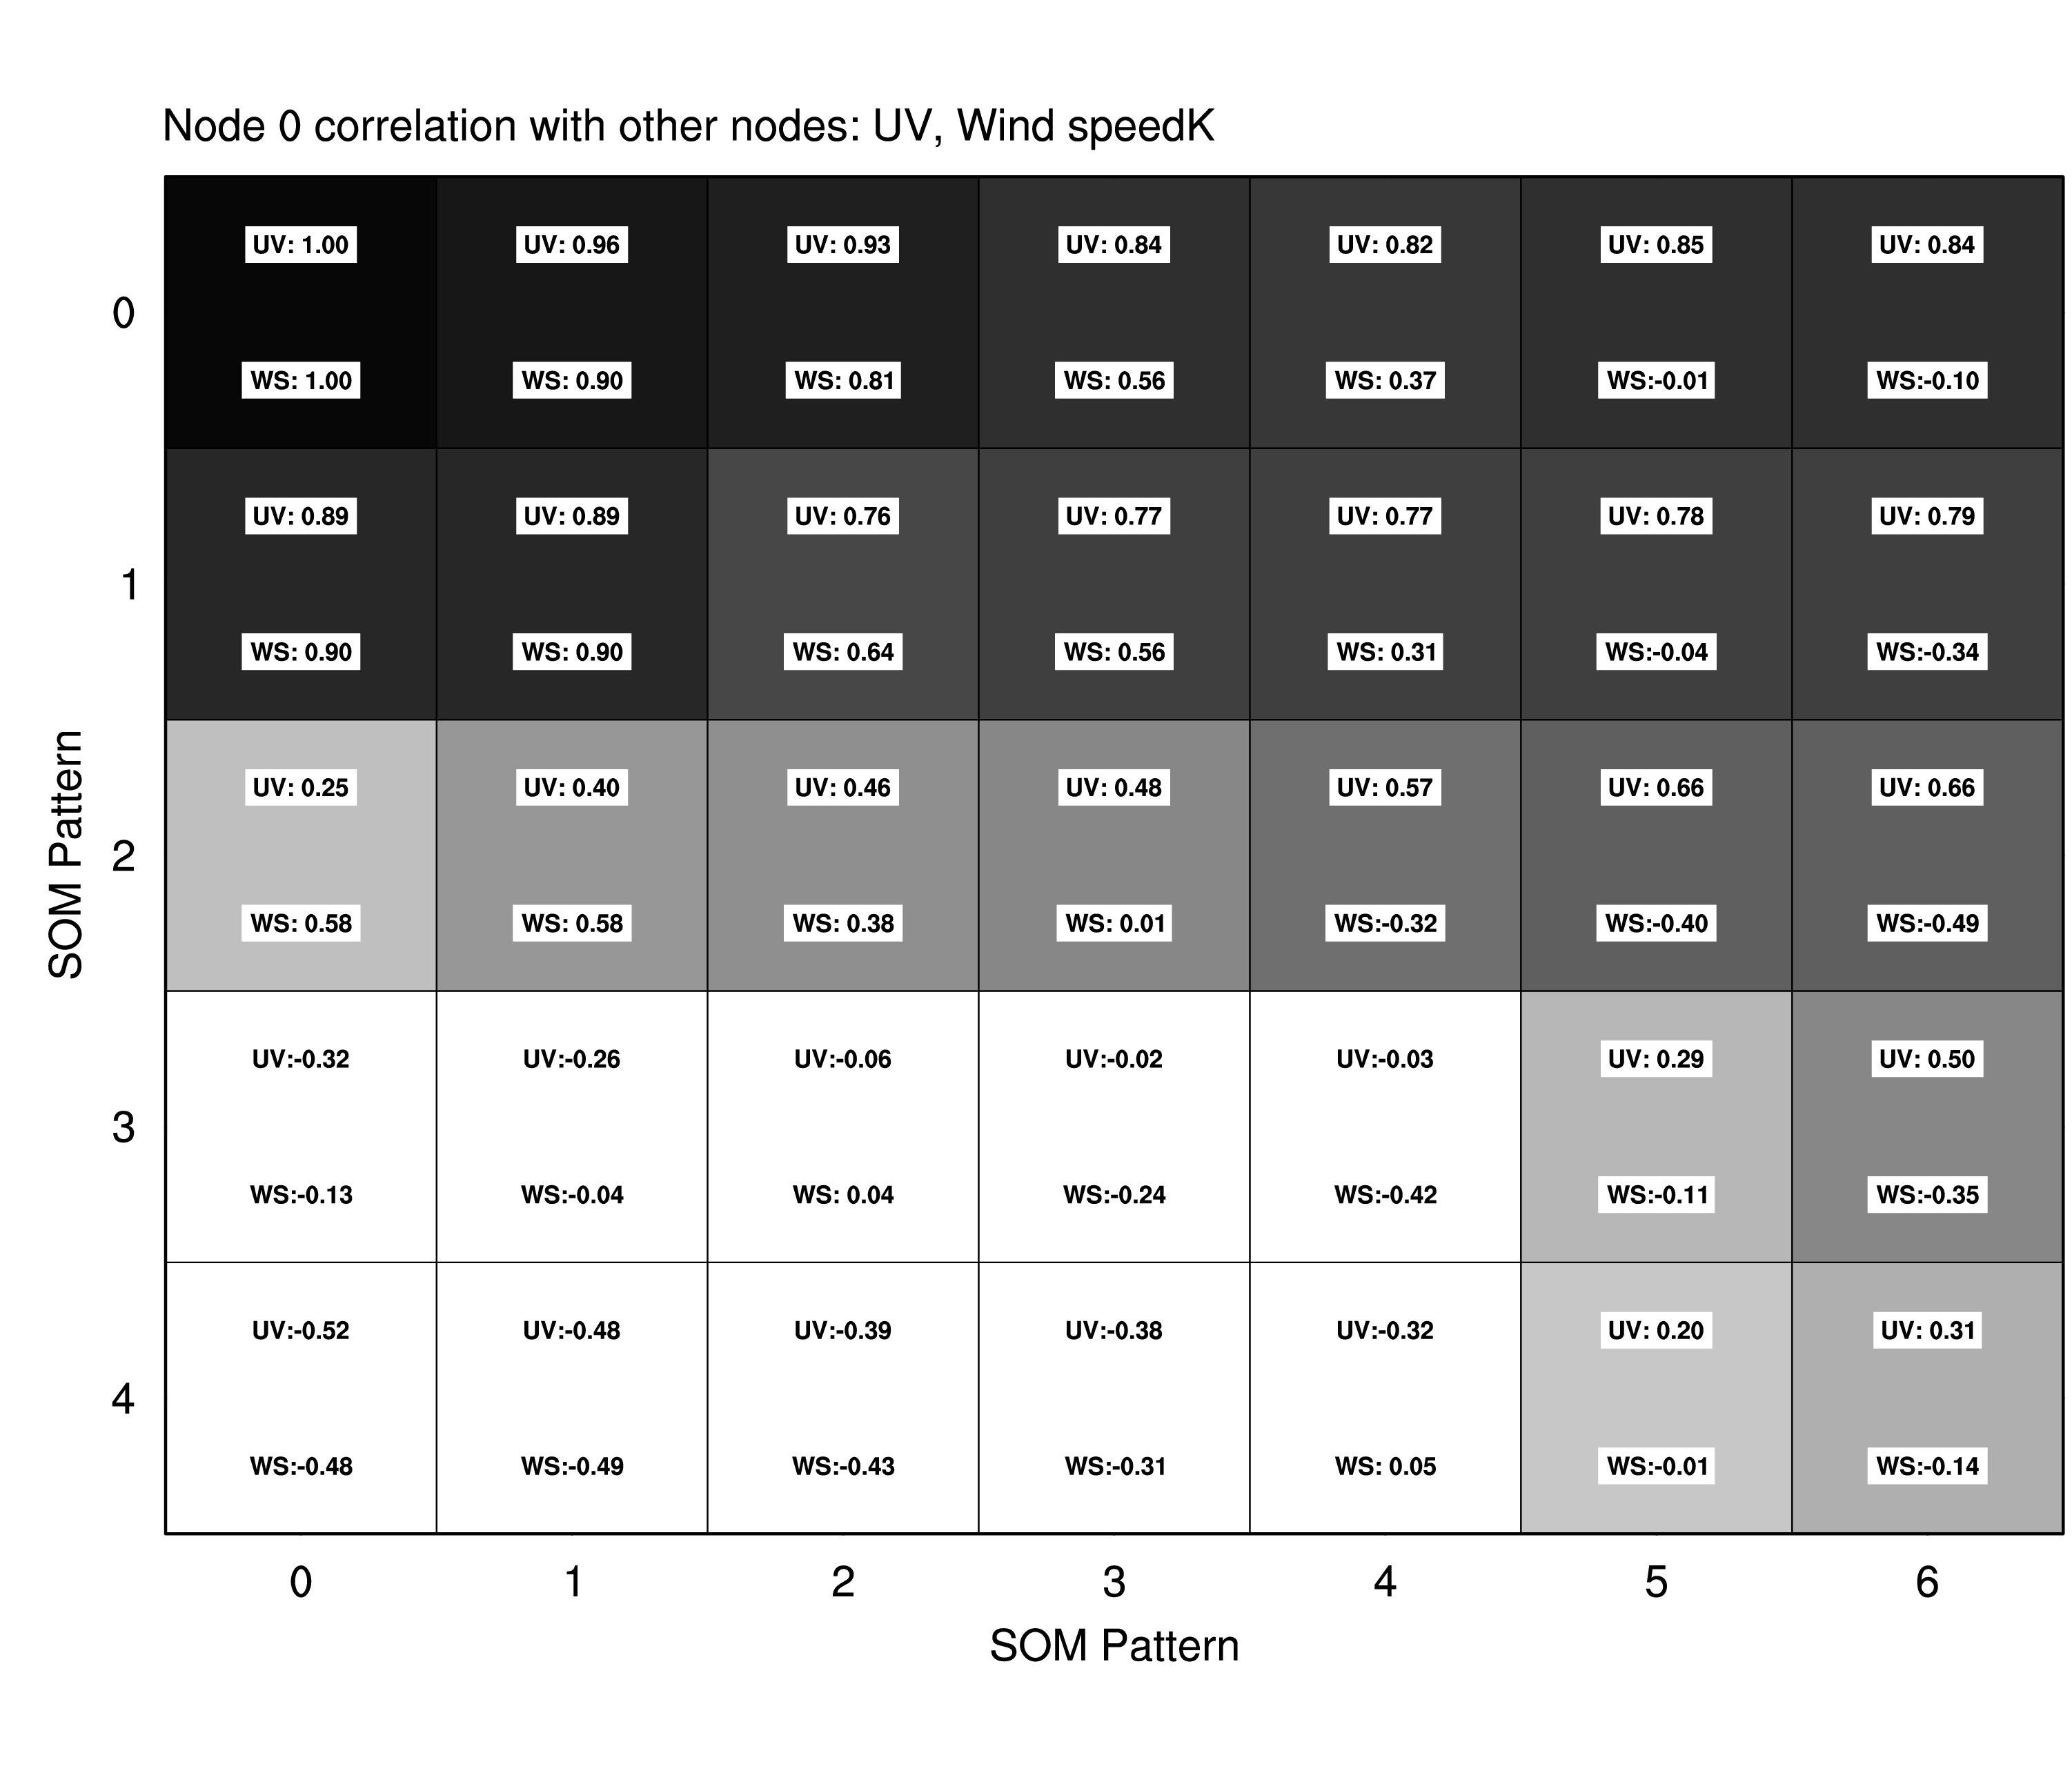 Node 0 correlation with other nodes: UV, Wind speedK
UV: 1.00 UV: 0.96 UV: 0.93 UV: 0.84 UV: 0.82 UV: 0.85 UV: 0.84
0
WS: 1.00 WS: 0.90 WS: 0.81 WS: 0.56 WS: 0.37 WS:-0.01 WS:-0.10
UV: 0.89 UV: 0.89 UV: 0.76 UV: 0.77 UV: 0.77 UV: 0.78 UV: 0.79
1
WS: 0.90 WS: 0.90 WS: 0.64 WS: 0.56 WS: 0.31 WS:-0.04 WS:-0.34
UV: 0.25 UV: 0.40 UV: 0.46 UV: 0.48 UV: 0.57 UV: 0.66 UV: 0.66
SOM Pattern
2
WS: 0.58 WS: 0.58 WS: 0.38 WS: 0.01 WS:-0.32 WS:-0.40 WS:-0.49
UV:-0.32 UV:-0.26 UV:-0.06 UV:-0.02 UV:-0.03 UV: 0.29 UV: 0.50
3
WS:-0.13 WS:-0.04 WS: 0.04 WS:-0.24 WS:-0.42 WS:-0.11 WS:-0.35
UV:-0.52 UV:-0.48 UV:-0.39 UV:-0.38 UV:-0.32 UV: 0.20 UV: 0.31
4
WS:-0.48 WS:-0.49 WS:-0.43 WS:-0.31 WS: 0.05 WS:-0.01 WS:-0.14
0 1 2 3 4 5 6
SOM Pattern